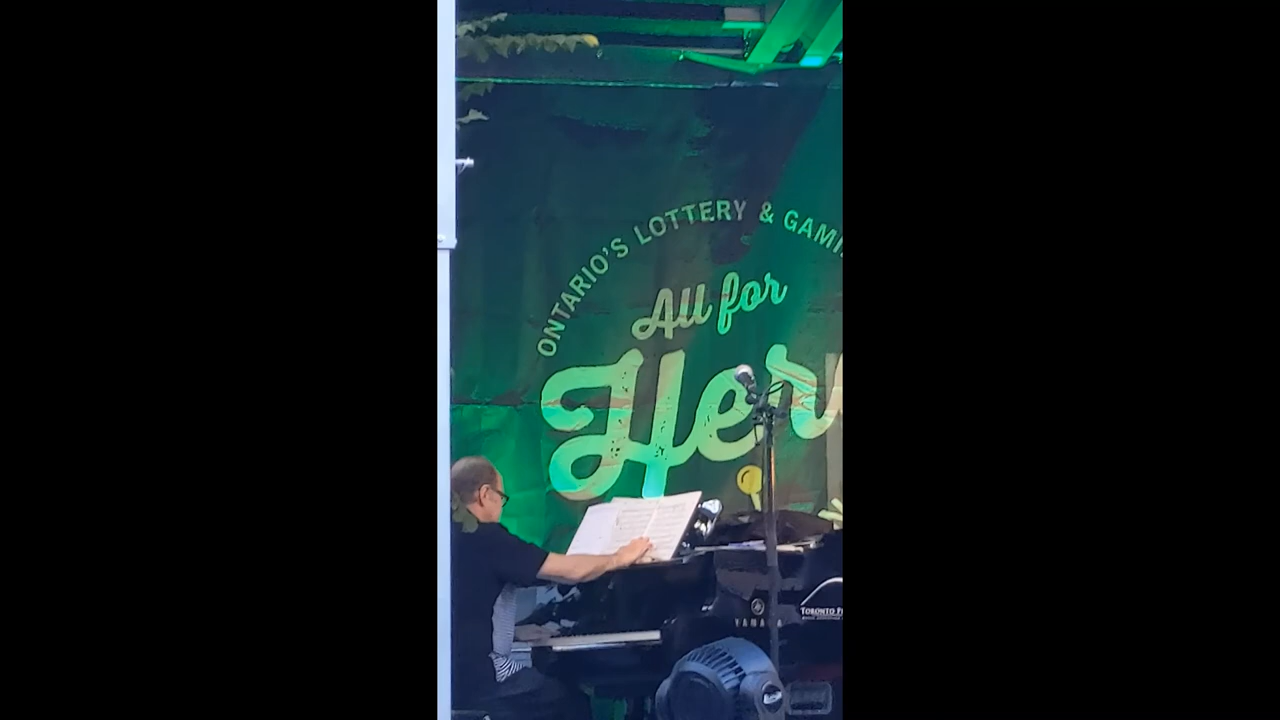 ONTARIO'S LOTTERY & GAMI
All for
Her
YAMAHA
TORONTO P